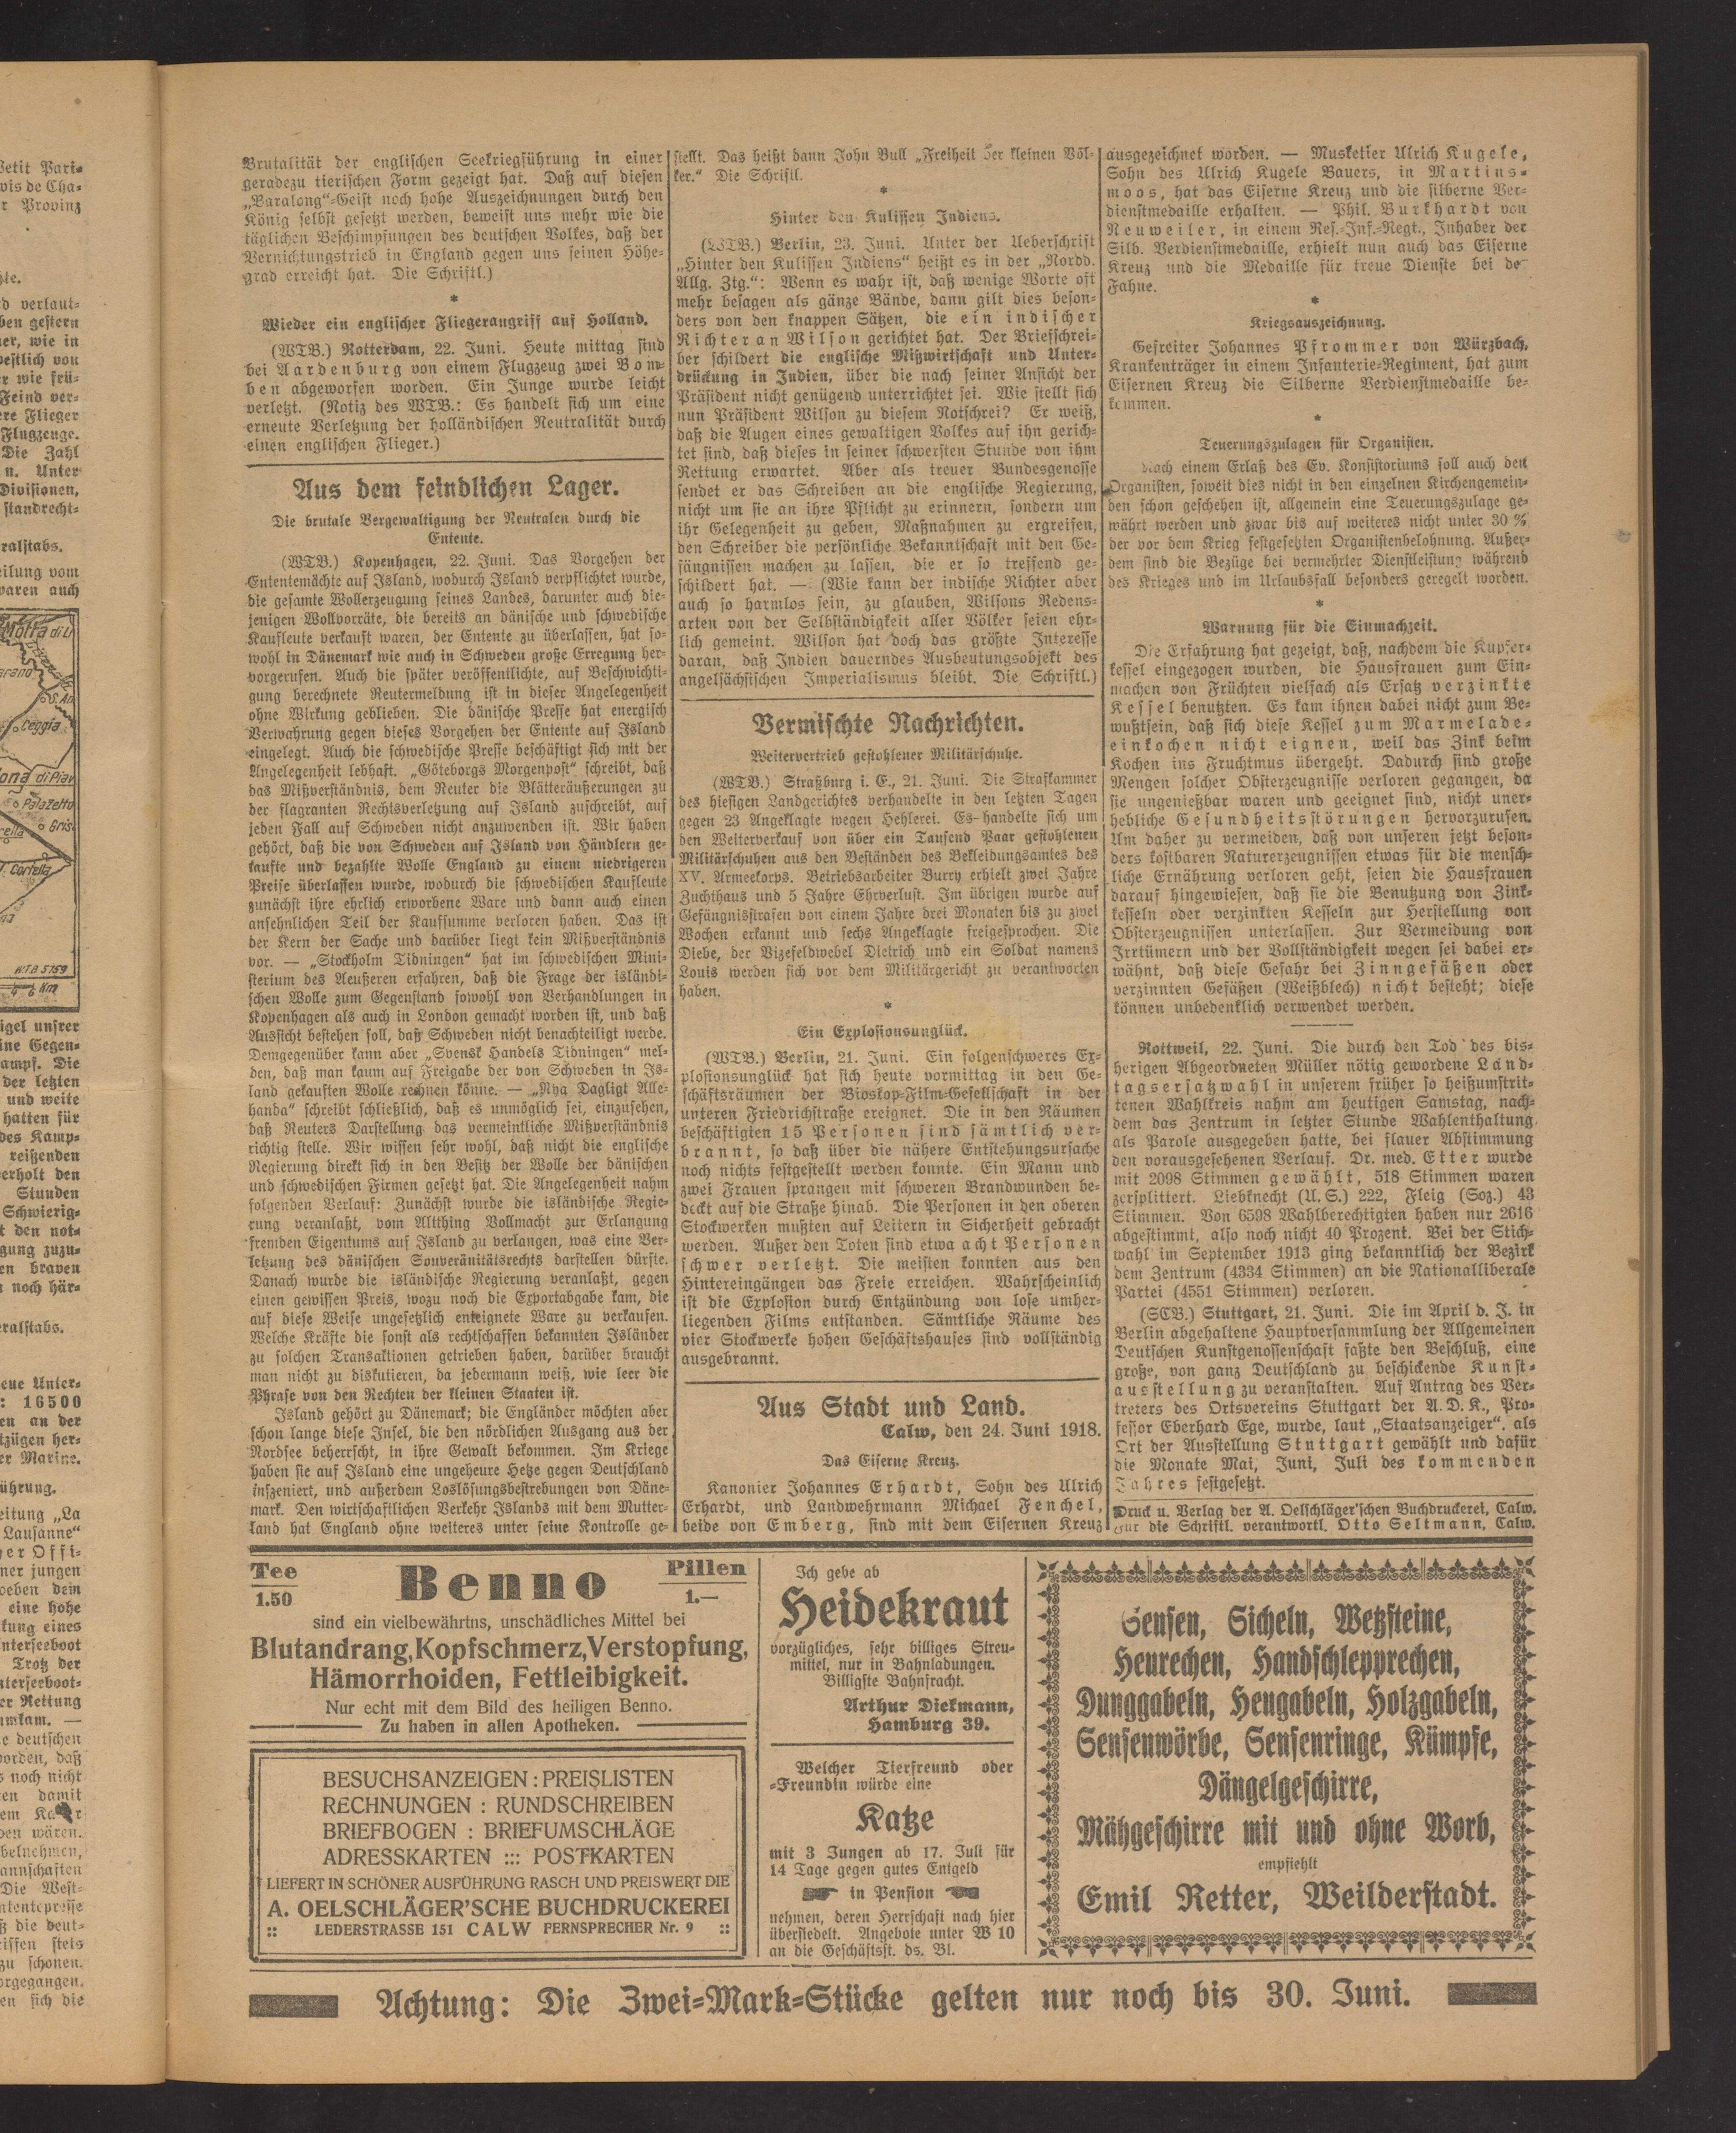 Brutalität der englischen Seekriegsführung in einer
geradezu tierischen Form gezeigt hat. Daß auf diesen
„Baralong“-Geist noch hohe Auszeichnungen durch den
König selbst gesetzt werden, beweist uns mehr wie die
täglichen Beschimpfungen des deutschen Volkes, daß der
Vernichtungstrieb in England gegen uns seinen Höhe-
grad erreicht hat. Die Schriftl.)
*
Wieder ein englischer Fliegerangriff auf Holland.
(WTB.) Rotterdam, 22. Juni. Heute mittag sind
bei Aardenburg von einem Flugzeug zwei Bom-
ben abgeworfen worden. Ein Junge wurde leicht
verletzt. (Notiz des WTB.: Es handelt sich um eine
erneute Verletzung der holländischen Neutralität durch
einen englischen Flieger.)
Aus dem feindlichen Lager.
Die brutale Vergewaltigung der Neutralen durch die
Entente.
(WTB.) Kopenhagen, 22. Juni. Das Vorgehen der
Ententemächte auf Island, wodurch Island verpflichtet wurde,
die gesamte Wollerzeugung seines Landes, darunter auch die-
jenigen Wollvorräte, die bereits an dänische und schwedische
Kaufleute verkauft waren, der Entente zu überlassen, hat so-
wohl in Dänemark wie auch in Schweden große Erregung her-
vorgerufen. Auch die später veröffentlichte, auf Beschwichti-
gung berechnete Reutermeldung ist in dieser Angelegenheit
ohne Wirkung geblieben. Die dänische Presse hat energisch
Verwahrung gegen dieses Vorgehen der Entente auf Island
eingelegt. Auch die schwedische Presse beschäftigt sich mit der
Angelegenheit lebhaft. „Göteborgs Morgenpost“ schreibt, daß
das Mißverständnis, dem Reuter die Blätteräußerungen zu
der flagranten Rechtsverletzung auf Island zuschreibt, auf
jeden Fall auf Schweden nicht anzuwenden ist. Wir haben
gehört, daß die von Schweden auf Island von Händlern ge-
kaufte und bezahlte Wolle England zu einem niedrigeren
Preise überlassen wurde, wodurch die schwedischen Kaufleute
zunächst ihre ehrlich erworbene Ware und dann auch einen
ansehnlichen Teil der Kaufsumme verloren haben. Das ist
der Kern der Sache und darüber liegt kein Mißverständnis
vor. — „Stockholm Tidningen“ hat im schwedischen Mini-
sterium des Aeußeren erfahren, daß die Frage der isländi-
schen Wolle zum Gegenstand sowohl von Verhandlungen in
Kopenhagen als auch in London gemacht worden ist, und daß
Aussicht bestehen soll, daß Schweden nicht benachteiligt werde.
Demgegenüber kann aber „Svensk Handels Tidningen“ mel-
den, daß man kaum auf Freigabe der von Schweden in Is-
land gekauften Wolle rechnen könne. — „Nya Dagligt Alle-
handa“ schreibt schließlich, daß es unmöglich sei, einzusehen,
daß Reuters Darstellung das vermeintliche Mißverständnis
richtig stelle. Wir wissen sehr wohl, daß nicht die englische
Regierung direkt sich in den Besitz der Wolle der dänischen
und schwedischen Firmen gesetzt hat. Die Angelegenheit nahm
folgenden Verlauf: Zunächst wurde die isländische Regie-
rung veranlaßt, vom Altthing Vollmacht zur Erlangung
fremden Eigentums auf Island zu verlangen, was eine Ver-
letzung des dänischen Souveränitätsrechts darstellen dürfte.
Danach wurde die isländische Regierung veranlaßt, gegen
einen gewissen Preis, wozu noch die Exportabgabe kam, die
auf diese Weise ungesetzlich enteignete Ware zu verkaufen.
Welche Kräfte die sonst als rechtschaffen bekannten Isländer
zu solchen Transaktionen getrieben haben, darüber braucht
man nicht zu diskutieren, da jedermann weiß, wie leer die
Phrase von den Rechten der kleinen Staaten ist.
Island gehört zu Dänemark; die Engländer möchten aber
schon lange diese Insel, die den nördlichen Ausgang aus der
Nordsee beherrscht, in ihre Gewalt bekommen. Im Kriege
haben sie auf Island eine ungeheure Hetze gegen Deutschland
inszeniert, und außerdem Loslösungsbestrebungen von Däne-
mark. Den wirtschaftlichen Verkehr Islands mit dem Mutter-
land hat England ohne weiteres unter seine Kontrolle ge-
stellt. Das heißt dann John Bull „Freiheit der kleinen Völ-
ker.“ Die Schriftl.
*
Hinter den Kulissen Indiens.
(WTB.) Berlin, 23. Juni. Unter der Ueberschrift
„Hinter den Kulissen Indiens“ heißt es in der „Nordd.
Allg. Ztg.“: Wenn es wahr ist, daß wenige Worte oft
mehr besagen als gänze Bände, dann gilt dies beson-
ders von den knappen Sätzen, die ein indischer
Richter an Wilson gerichtet hat. Der Briefschrei-
ber schildert die englische Mißwirtschaft und Unter-
drückung in Indien, über die nach seiner Ansicht der
Präsident nicht genügend unterrichtet sei. Wie stellt sich
nun Präsident Wilson zu diesem Notschrei? Er weiß,
daß die Augen eines gewaltigen Volkes auf ihn gerich-
tet sind, daß dieses in seiner schwersten Stunde von ihm
Rettung erwartet. Aber als treuer Bundesgenosse
sendet er das Schreiben an die englische Regierung,
nicht um sie an ihre Pflicht zu erinnern, sondern um
ihr Gelegenheit zu geben, Maßnahmen zu ergreifen,
den Schreiber die persönliche Bekanntschaft mit den Ge-
fängnissen machen zu lassen, die er so treffend ge-
schildert hat. — (Wie kann der indische Richter aber
auch so harmlos sein, zu glauben, Wilsons Redens-
arten von der Selbständigkeit aller Völker seien ehr-
lich gemeint. Wilson hat doch das größte Interesse
daran, daß Indien dauerndes Ausbeutungsobjekt des
angelsächsischen Imperialismus bleibt. Die Schriftl.)
Vermischte Nachrichten.
Weitervertrieb gestohlener Militärschuhe.
(WTB.) Straßburg i. E., 21. Juni. Die Strafkammer
des hiesigen Landgerichtes verhandelte in den letzten Tagen
gegen 23 Angeklagte wegen Hehlerei. Es handelte sich um
den Weiterverkauf von über ein Tausend Paar gestohlenen
Militärschuhen aus den Beständen des Bekleidungsamtes des
XV. Armeekorps. Betriebsarbeiter Burry erhielt zwei Jahre
Zuchthaus und 5 Jahre Ehrverlust. Im übrigen wurde auf
Gefängnisstrafen von einem Jahre drei Monaten bis zu zwei
Wochen erkannt und sechs Angeklagte freigesprochen. Die
Diebe, der Vizefeldwebel Dietrich und ein Soldat namens
Louis werden sich vor dem Militärgericht zu verantworten
haben.
*
Ein Explosionsunglück.
(WTB.) Berlin, 21. Juni. Ein folgenschweres Ex-
plosionsunglück hat sich heute vormittag in den Ge-
schäftsräumen der Bioskop-Film-Gesellschaft in der
unteren Friedrichstraße ereignet. Die in den Räumen
beschäftigten 15 Personen sind sämtlich ver-
brannt, so daß über die nähere Entstehungsursache
noch nichts festgestellt werden konnte. Ein Mann und
zwei Frauen sprangen mit schweren Brandwunden be-
deckt auf die Straße hinab. Die Personen in den oberen
Stockwerken mußten auf Leitern in Sicherheit gebracht
werden. Außer den Toten sind etwa acht Personen
schwer verletzt. Die meisten konnten aus den
Hintereingängen das Freie erreichen. Wahrscheinlich
ist die Explosion durch Entzündung von lose umher-
liegenden Films entstanden. Sämtliche Räume des
vier Stockwerke hohen Geschäftshauses sind vollständig
ausgebrannt.
Aus Stadt und Land.
Calw, den 24. Juni 1918.
Das Eiserne Kreuz.
Kanonier Johannes Erhardt, Sohn des Ulrich
Erhardt, und Landwehrmann Michael Fenchel,
beide von Emberg, sind mit dem Eisernen Kreuz
ausgezeichnet worden. — Musketier Ulrich Kugele,
Sohn des Ulrich Kugele Bauers, in Martins-
moos, hat das Eiserne Kreuz und die silberne Ver-
dienstmedaille erhalten. — Phil. Burkhardt von
Neuweiler, in einem Res.-Inf.-Regt., Inhaber der
Silb. Verdienstmedaille, erhielt nun auch das Eiserne
Kreuz und die Medaille für treue Dienste bei de
Fahne.
*
Kriegsauszeichnung.
Gefreiter Johannes Pfrommer von Würzbach,
Krankenträger in einem Infanterie-Regiment, hat zum
Eisernen Kreuz die Silberne Verdienstmedaille be-
kommen.
*
Teuerungszulagen für Organisten.
Nach einem Erlaß des Ev. Konsistoriums soll auch den
Organisten, soweit dies nicht in den einzelnen Kirchengemein-
den schon geschehen ist, allgemein eine Teuerungszulage ge-
währt werden und zwar bis auf weiteres nicht unter 30 %
der vor dem Krieg festgesetzten Organistenbelohnung. Außer-
dem sind die Bezüge bei vermehrter Dienstleistung während
des Krieges und im Urlaubsfall besonders geregelt worden.
*
Warnung für die Einmachzeit.
Die Erfahrung hat gezeigt, daß, nachdem die Kupfer-
kessel eingezogen wurden, die Hausfrauen zum Ein-
machen von Früchten vielfach als Ersatz verzinkte
Kessel benutzten. Es kam ihnen dabei nicht zum Be-
wußtsein, daß sich diese Kessel zum Marmelade-
einkochen nicht eignen, weil das Zink beim
Kochen ins Fruchtmus übergeht. Dadurch sind große
Mengen solcher Obsterzeugnisse verloren gegangen, da
sie ungenießbar waren und geeignet sind, nicht uner-
hebliche Gesundheitsstörungen hervorzurufen.
Um daher zu vermeiden, daß von unseren jetzt beson-
ders kostbaren Naturerzeugnissen etwas für die mensch-
liche Ernährung verloren geht, seien die Hausfrauen
darauf hingewiesen, daß sie die Benutzung von Zink-
kesseln oder verzinkten Kesseln zur Herstellung von
Obsterzeugnissen unterlassen. Zur Vermeidung von
Irrtümern und der Vollständigkeit wegen sei dabei er-
wähnt, daß diese Gefahr bei Zinngefäßen oder
verzinnten Gefäßen (Weißblech) nicht besteht; diese
können unbedenklich verwendet werden.
Rottweil, 22. Juni. Die durch den Tod des bis-
herigen Abgeordneten Müller nötig gewordene Land-
tagsersatzwahl in unserem früher so heißumstrit-
tenen Wahlkreis nahm am heutigen Samstag, nach-
dem das Zentrum in letzter Stunde Wahlenthaltung
als Parole ausgegeben hatte, bei flauer Abstimmung
den vorausgesehenen Verlauf. Dr. med. Etter wurde
mit 2098 Stimmen gewählt, 518 Stimmen waren
zersplittert. Liebknecht (U. S.) 222, Fleig (Soz.) 43
Stimmen. Von 6598 Wahlberechtigten haben nur 2616
abgestimmt, also noch nicht 40 Prozent. Bei der Stich-
wahl im September 1913 ging bekanntlich der Bezirk
dem Zentrum (4334 Stimmen) an die Nationalliberale
Partei (4551 Stimmen) verloren.
(SCB.) Stuttgart, 21. Juni. Die im April d. J. in
Berlin abgehaltene Hauptversammlung der Allgemeinen
Deutschen Kunstgenossenschaft faßte den Beschluß, eine
große, von ganz Deutschland zu beschickende Kunst-
ausstellung zu veranstalten. Auf Antrag des Ver-
treters des Ortsvereins Stuttgart der A. D. K., Pro-
fessor Eberhard Ege, wurde, laut „Staatsanzeiger“, als
Ort der Ausstellung Stuttgart gewählt und dafür
die Monate Mai, Juni, Juli des kommenden
Jahres festgesetzt.
Druck u. Verlag der A. Oelschläger'schen Buchdruckerei, Calw.
Für die Schriftl. verantwortl. Otto Seltmann, Calw.
Tee
1.50
Benno
Pillen
1.—
sind ein vielbewährtns, unschädliches Mittel bei
Blutandrang, Kopfschmerz, Verstopfung,
Hämorrhoiden, Fettleibigkeit.
Nur echt mit dem Bild des heiligen Benno.
Zu haben in allen Apotheken.
BESUCHSANZEIGEN : PREISLISTEN
RECHNUNGEN : RUNDSCHREIBEN
BRIEFBOGEN : BRIEFUMSCHLÄGE
ADRESSKARTEN ::: POSTKARTEN
LIEFERT IN SCHÖNER AUSFÜHRUNG RASCH UND PREISWERT DIE
A. OELSCHLÄGER'SCHE BUCHDRUCKEREI
:: LEDERSTRASSE 151 CALW FERNSPRECHER Nr. 9 ::
Ich gebe ab
Heidekraut
vorzügliches, sehr billiges Streu-
mittel, nur in Bahnladungen.
Billigste Bahnfracht.
Arthur Diekmann,
Hamburg 39.
Welcher Tierfreund oder
-Freundin würde eine
Katze
mit 3 Jungen ab 17. Juli für
14 Tage gegen gutes Entgeld
in Pension
nehmen, deren Herrschaft nach hier
übersiedelt. Angebote unter W 10
an die Geschäftsst. ds. Bl.
Sensen, Sicheln, Wetzsteine,
Heurechen, Handschlepprechen,
Dunggabeln, Heugabeln, Holzgabeln,
Sensenwörbe, Sensenringe, Kümpfe,
Dängelgeschirre,
Mähgeschirre mit und ohne Worb,
empfiehlt
Emil Retter, Weilderstadt.
Achtung: Die Zwei-Mark-Stücke gelten nur noch bis 30. Juni.